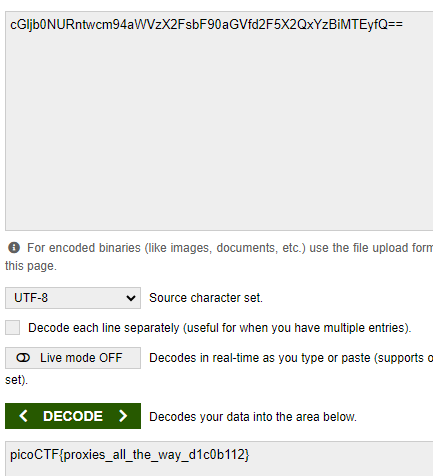 cGljb0NURntwcm94aWVzX2FsbF90aGVfd2F5X2QxYzBiMTEyfQ==
For encoded binaries (like images, documents, etc.) use the file upload form
this page.
UTF-8 Source character set.
Decode each line separately (useful for when you have multiple entries).
Live mode OFF Decodes in real-time as you type or paste (supports o
set).
< DECODE > Decodes your data into the area below.
picoCTF{proxies_all_the_way_d1c0b112}